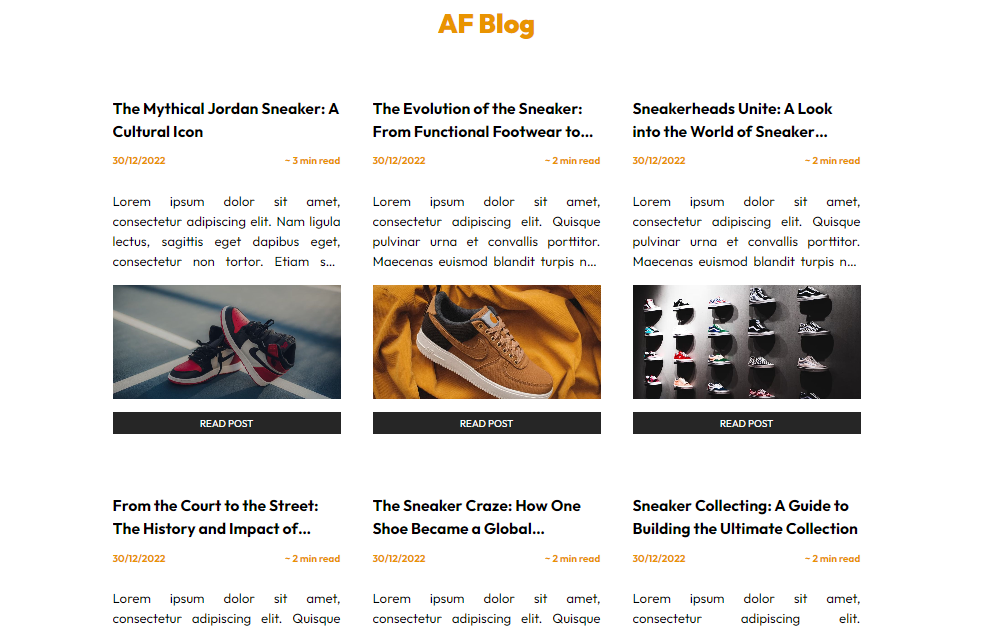 AF Blog
The Mythical Jordan Sneaker: A
Cultural Icon
30/12/2022 ~ 3 min read
Lorem ipsum dolor sit amet,
consectetur adipiscing elit. Nam ligula
lectus, sagittis eget dapibus eget,
consectetur non tortor. Etiam s...
READ POST
The Evolution of the Sneaker:
From Functional Footwear to...
30/12/2022 ~ 2 min read
Lorem ipsum dolor sit amet,
consectetur adipiscing elit. Quisque
pulvinar urna et convallis porttitor.
Maecenas euismod blandit turpis n...
READ POST
Sneakerheads Unite: A Look
into the World of Sneaker...
30/12/2022 ~ 2 min read
Lorem ipsum dolor sit amet,
consectetur adipiscing elit. Quisque
pulvinar urna et convallis porttitor.
Maecenas euismod blandit turpis n...
READ POST
From the Court to the Street:
The History and Impact of...
30/12/2022 ~ 2 min read
Lorem ipsum dolor sit amet,
consectetur adipiscing elit. Quisque
The Sneaker Craze: How One
Shoe Became a Global...
30/12/2022 ~ 2 min read
Lorem ipsum dolor sit amet,
consectetur adipiscing elit. Quisque
Sneaker Collecting: A Guide to
Building the Ultimate Collection
30/12/2022 ~ 2 min read
Lorem ipsum dolor sit amet,
consectetur adipiscing elit.